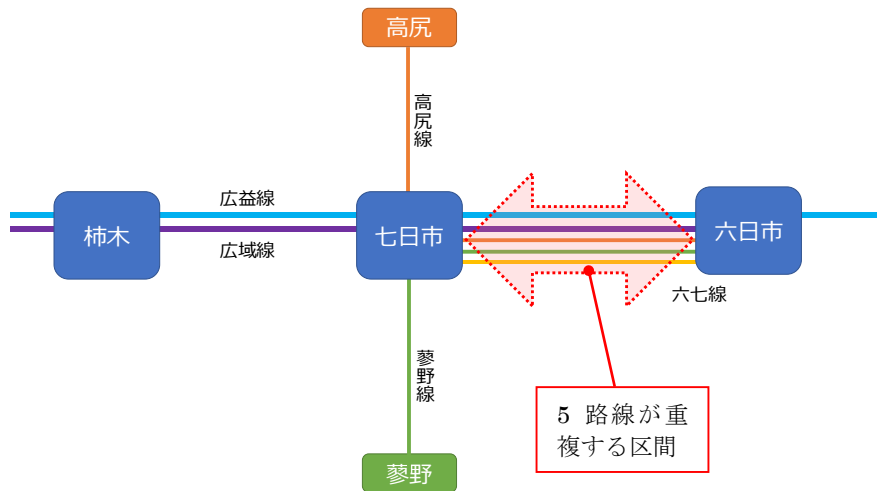 高尻
高尻線
広益線
柿木
七日市
六日市
広域線
六七線
蓼野線
5 路線が重
複する区間
蓼野